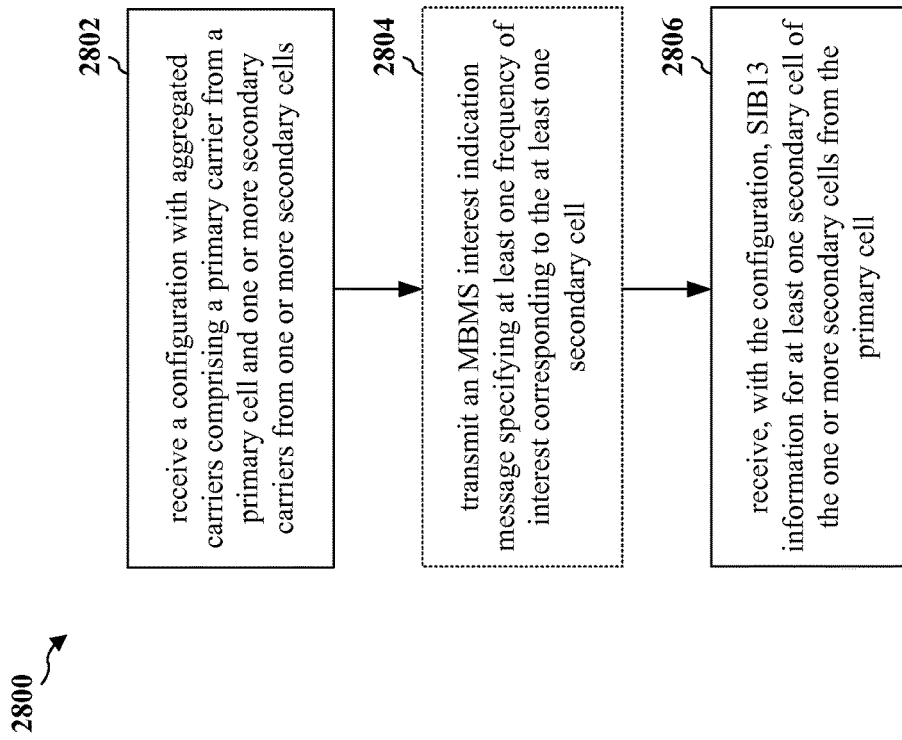 2800
2802
receive a configuration with aggregated
carriers comprising a primary carrier from a
primary cell and one or more secondary
carriers from one or more secondary cells
2804
transmit an MBMS interest indication
message specifying at least one frequency of
interest corresponding to the at least one
secondary cell
2806
receive, with the configuration, SIB13
information for at least one secondary cell of
the one or more secondary cells from the
primary cell